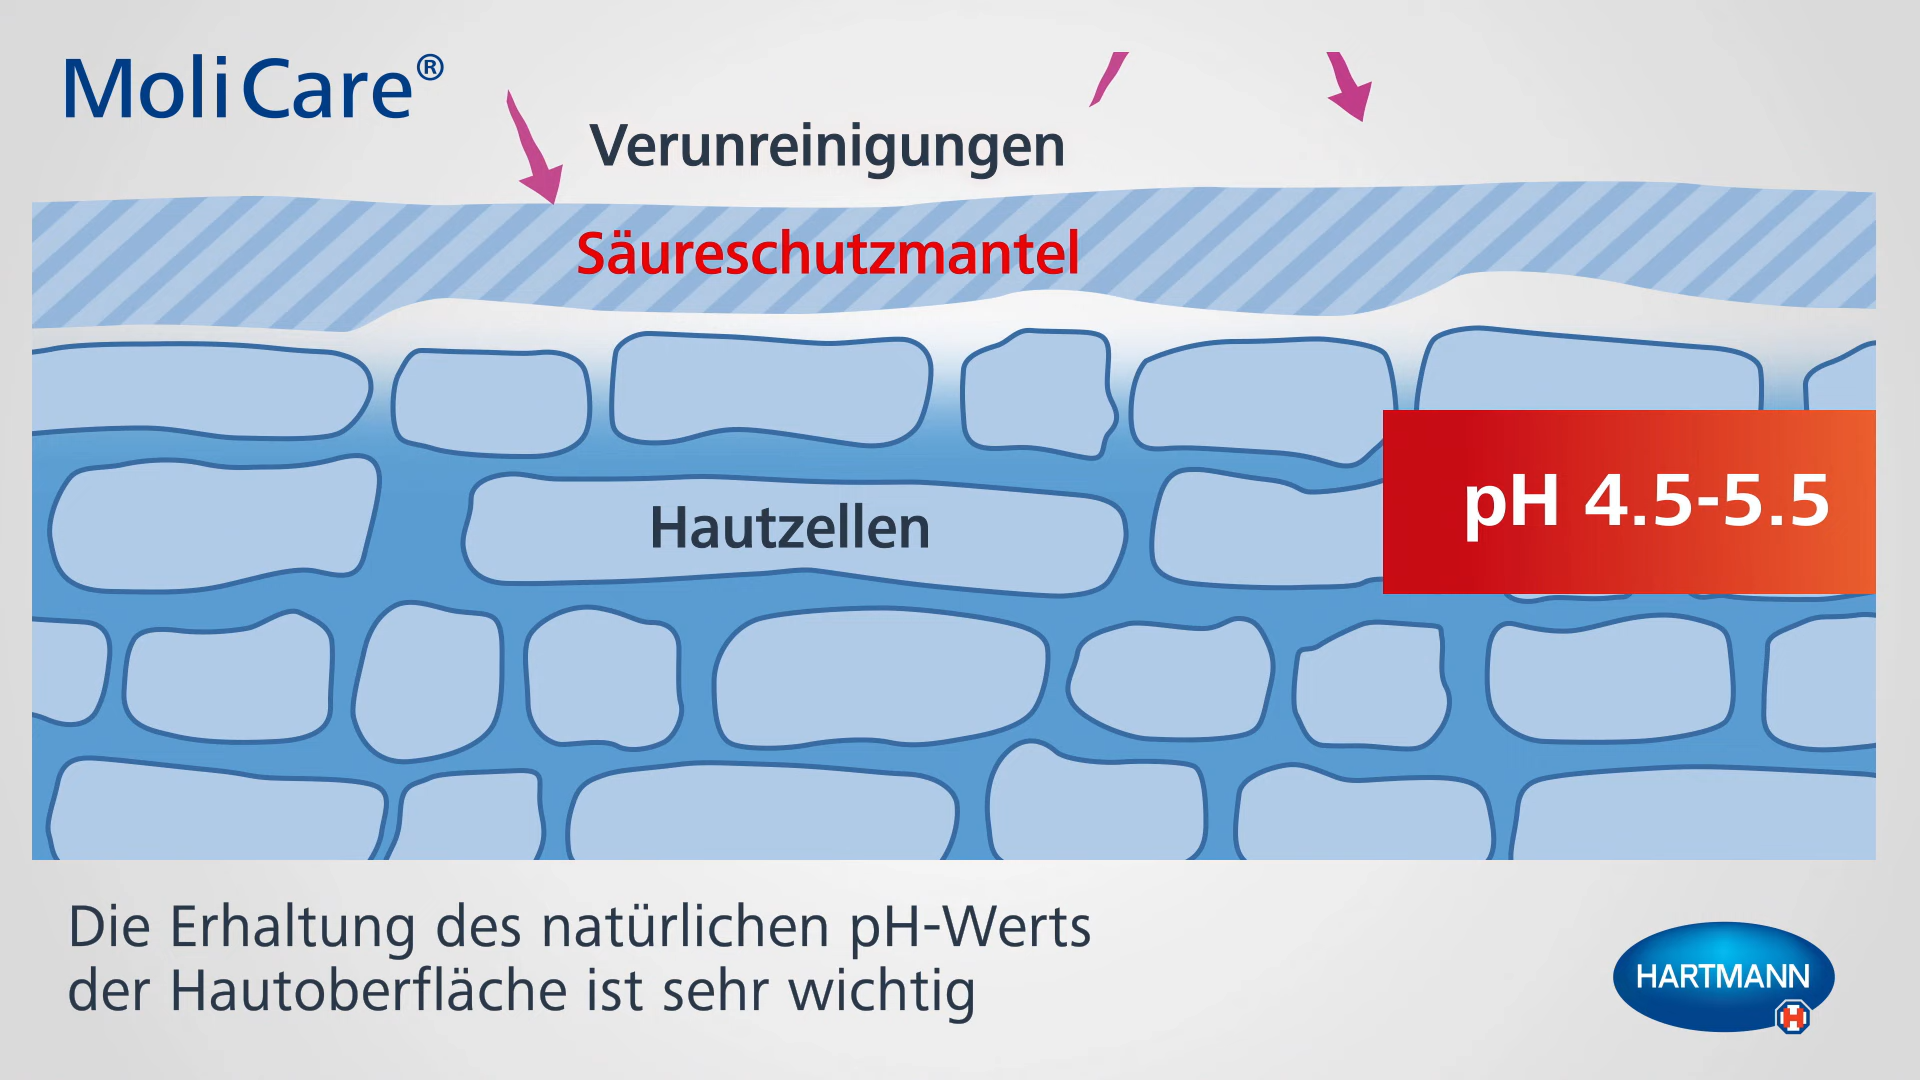 MoliCare®
Verunreinigungen
Säureschutzmantel
Hautzellen
pH 4.5-5.5
Die Erhaltung des natürlichen pH-Werts
der Hautoberfläche ist sehr wichtig
HARTMANN